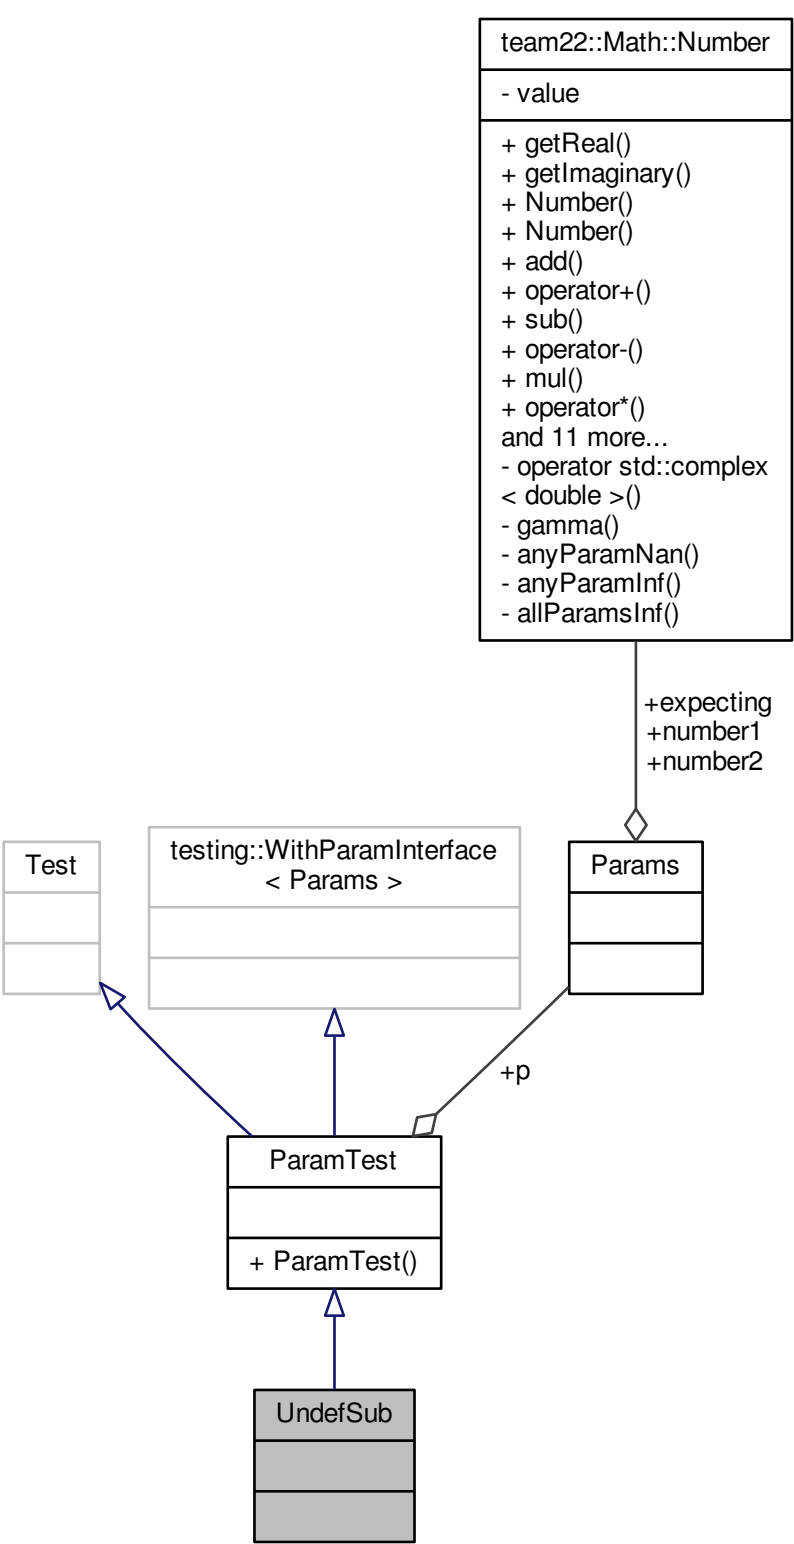 team22::Math::Number
- value
+ getReal()
+ getImaginary()
+ Number()
+ Number()
+ add()
+ operator+()
+ sub()
+ operator-()
+ mul()
+ operator*()
and 11 more...
- operator std::complex
< double >()
- gamma()
- anyParamNan()
- anyParamInf()
- allParamsInf()
+expecting
+number1
+number2
Test
testing::WithParamInterface
< Params >
Params
+p
ParamTest
+ ParamTest()
UndefSub